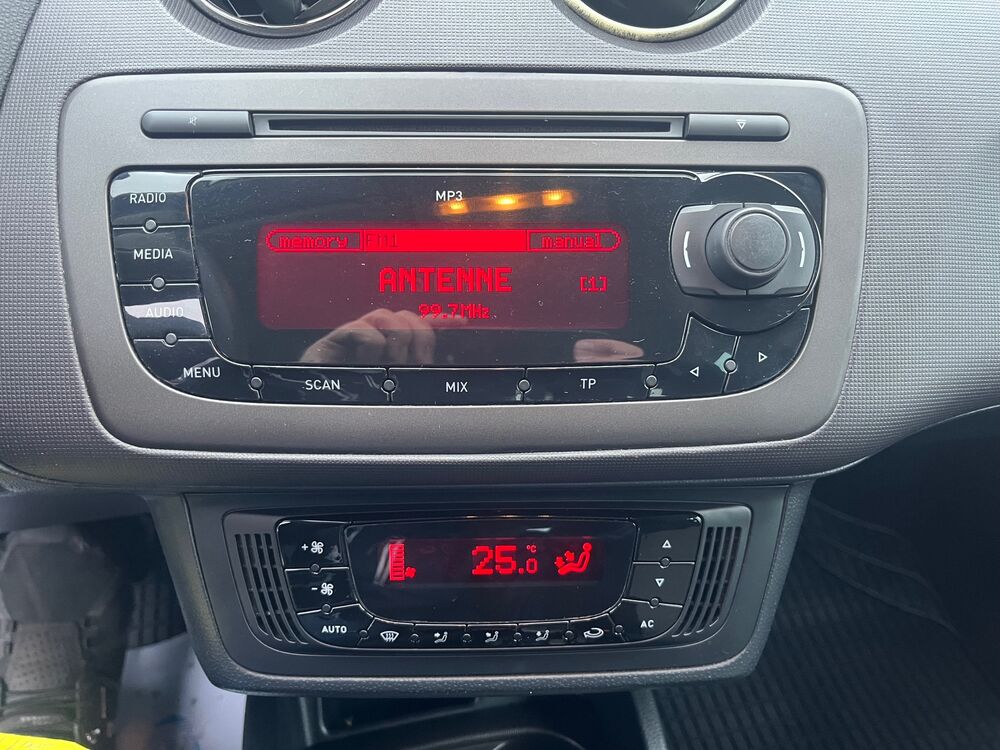 MP3
RADIO
memory FM1 manual
MEDIA
ANTENNE [1]
99.7MHz
AUDIO
MENU
SCAN
MIX
TP
25.0 °C
+
-
AUTO
AC